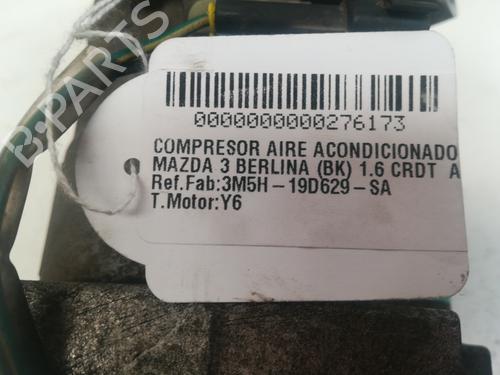 B-PARTS
0000000000276173
COMPRESOR AIRE ACONDICIONADO
MAZDA 3 BERLINA (BK) 1.6 CRDT A
Ref.Fab:3M5H-19D629-SA
T.Motor:Y6